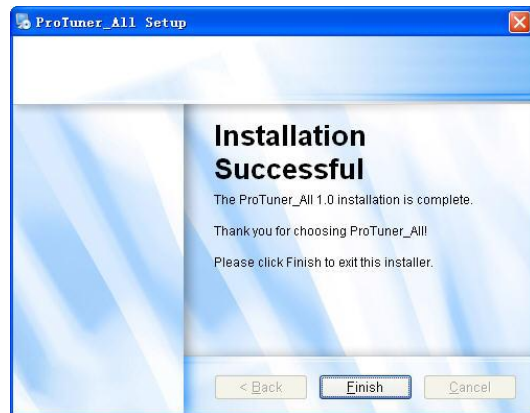 ProTuner_All Setup
Installation
Successful
The ProTuner_All 1.0 installation is complete.
Thank you for choosing ProTuner_All!
Please click Finish to exit this installer.
< Back Finish Cancel